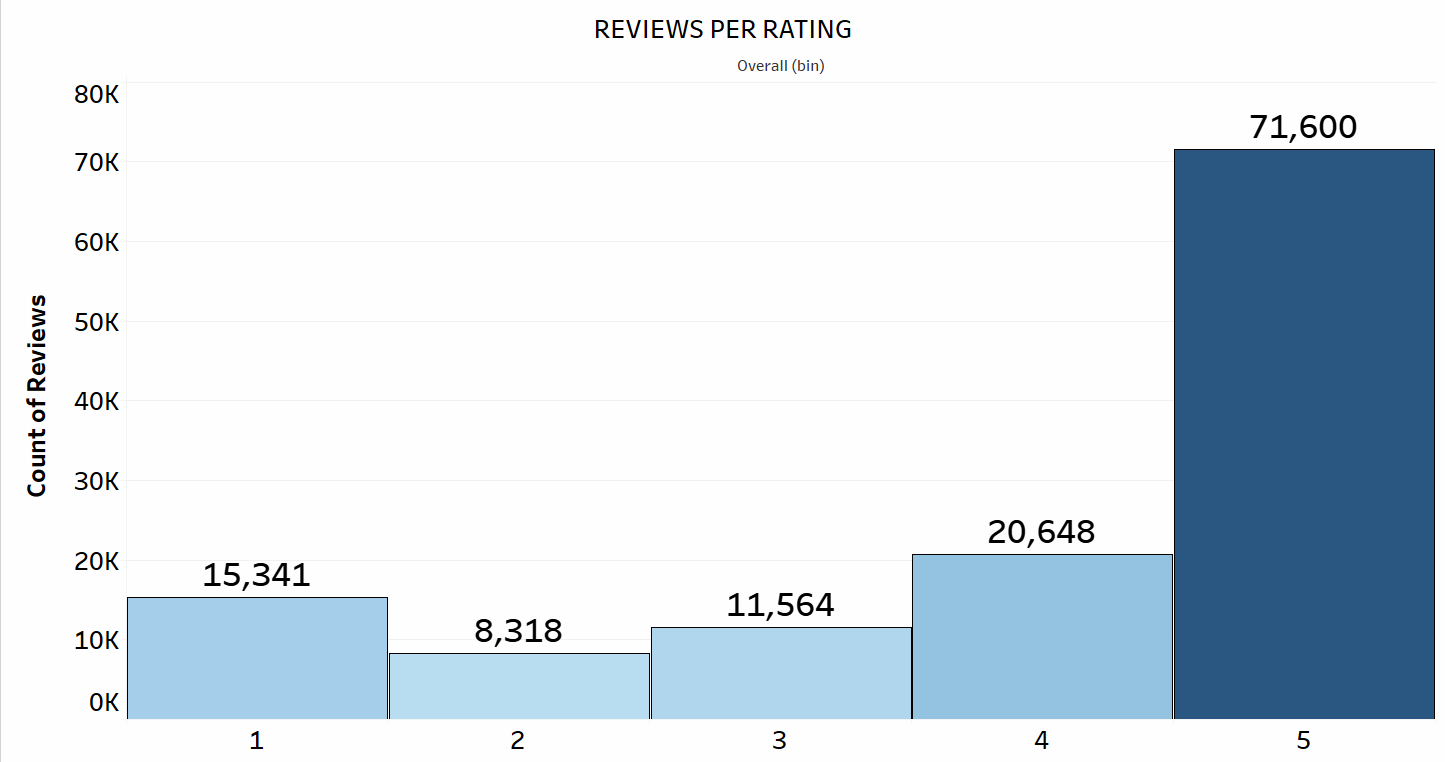 REVIEWS PER RATING
Overall (bin)
80K
70K
60K
50K
40K
30K
20K
10K
0K
Count of Reviews
15,341
8,318
11,564
20,648
71,600
1
2
3
4
5